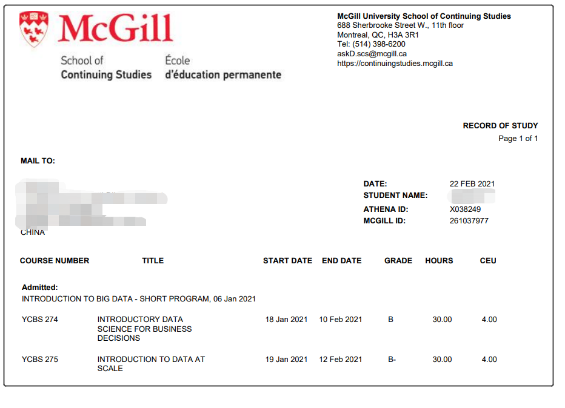 McGill
School of
Continuing Studies
École
d'éducation permanente
McGill University School of Continuing Studies
688 Sherbrooke Street W., 11th floor
Montreal, QC, H3A 3R1
Tel: (514) 398-6200
askD.scs@mcgill.ca
https://continuingstudies.mcgill.ca
RECORD OF STUDY
Page 1 of 1
MAIL TO:
CHINA
DATE: 22 FEB 2021
STUDENT NAME:
ATHENA ID: X038249
MCGILL ID: 261037977
COURSE NUMBER TITLE START DATE END DATE GRADE HOURS CEU
Admitted:
INTRODUCTION TO BIG DATA - SHORT PROGRAM, 06 Jan 2021
YCBS 274 INTRODUCTORY DATA 18 Jan 2021 10 Feb 2021 B 30.00 4.00
SCIENCE FOR BUSINESS
DECISIONS
YCBS 275 INTRODUCTION TO DATA AT 19 Jan 2021 12 Feb 2021 B- 30.00 4.00
SCALE